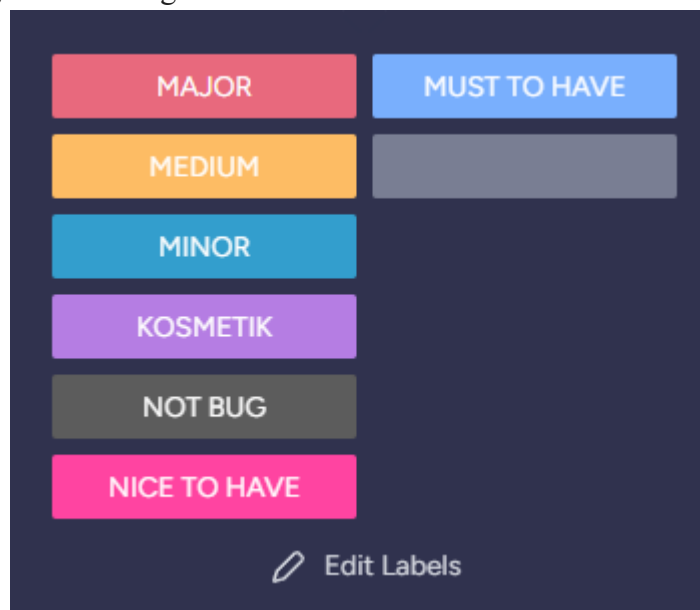 MAJOR
MUST TO HAVE
MEDIUM
MINOR
KOSMETIK
NOT BUG
NICE TO HAVE
Edit Labels